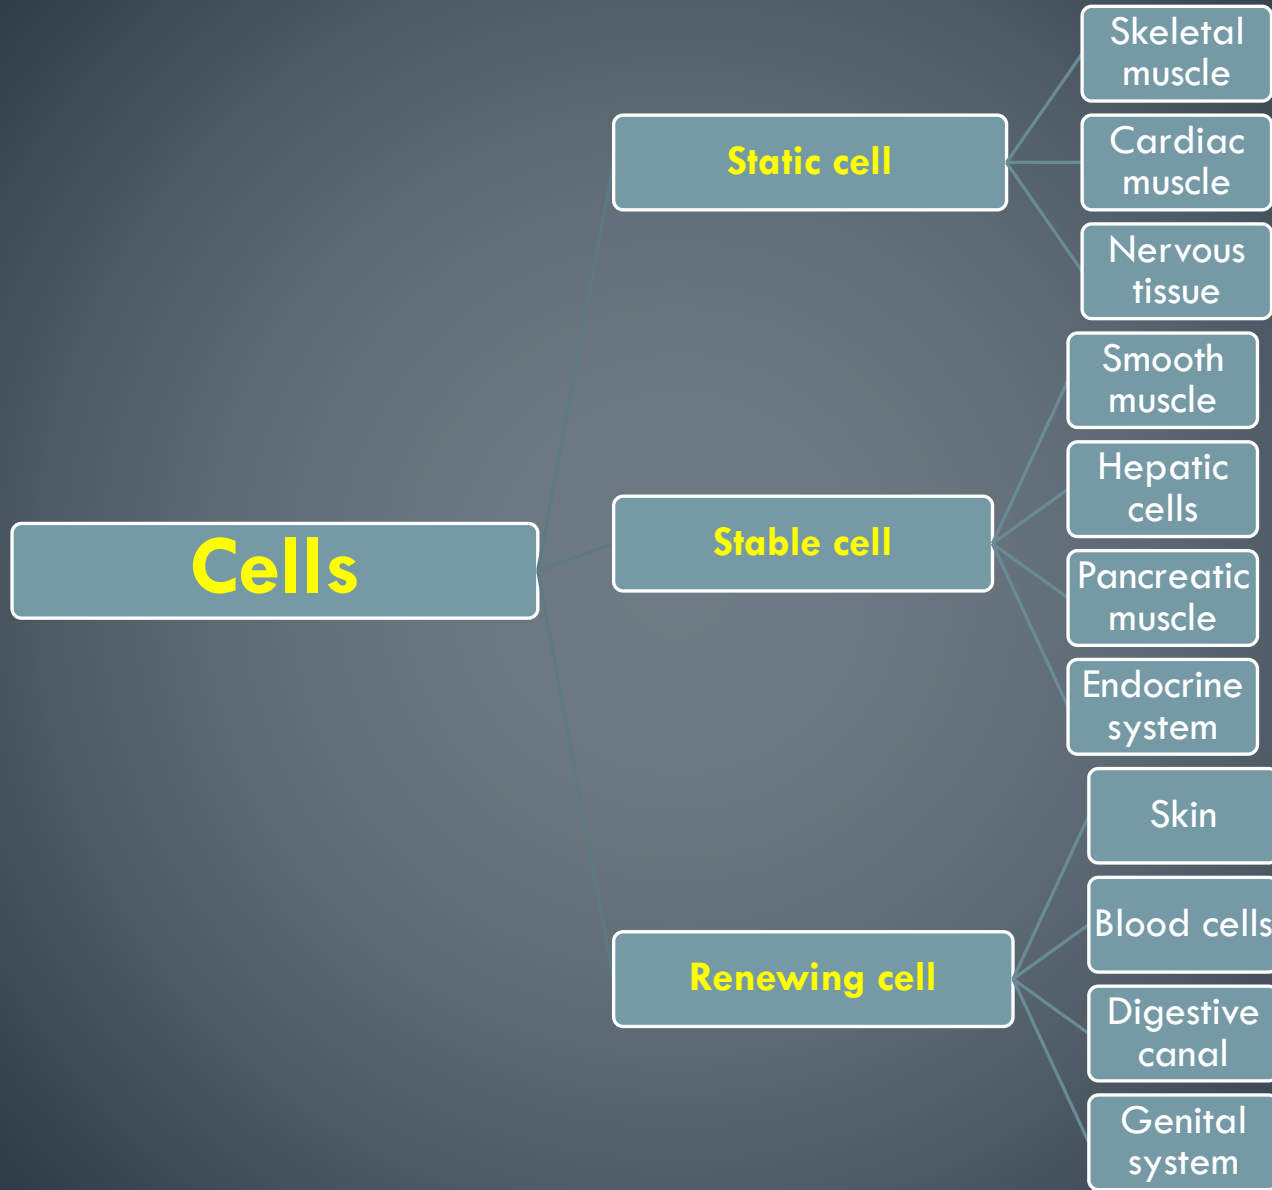 Cells
Static cell
Skeletal
muscle
Cardiac
muscle
Nervous
tissue
Stable cell
Smooth
muscle
Hepatic
cells
Pancreatic
muscle
Endocrine
system
Renewing cell
Skin
Blood cells
Digestive
canal
Genital
system